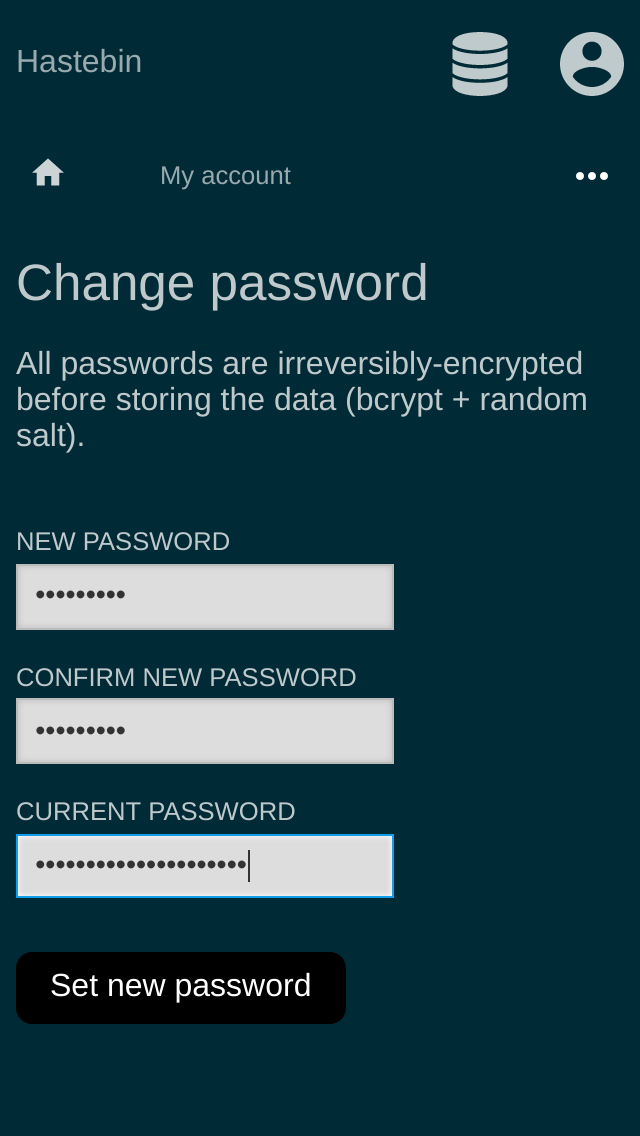 Hastebin
My account
Change password
All passwords are irreversibly-encrypted
before storing the data (bcrypt + random
salt).
NEW PASSWORD
•••••••••
CONFIRM NEW PASSWORD
•••••••••
CURRENT PASSWORD
•••••••••••••••••••••
Set new password